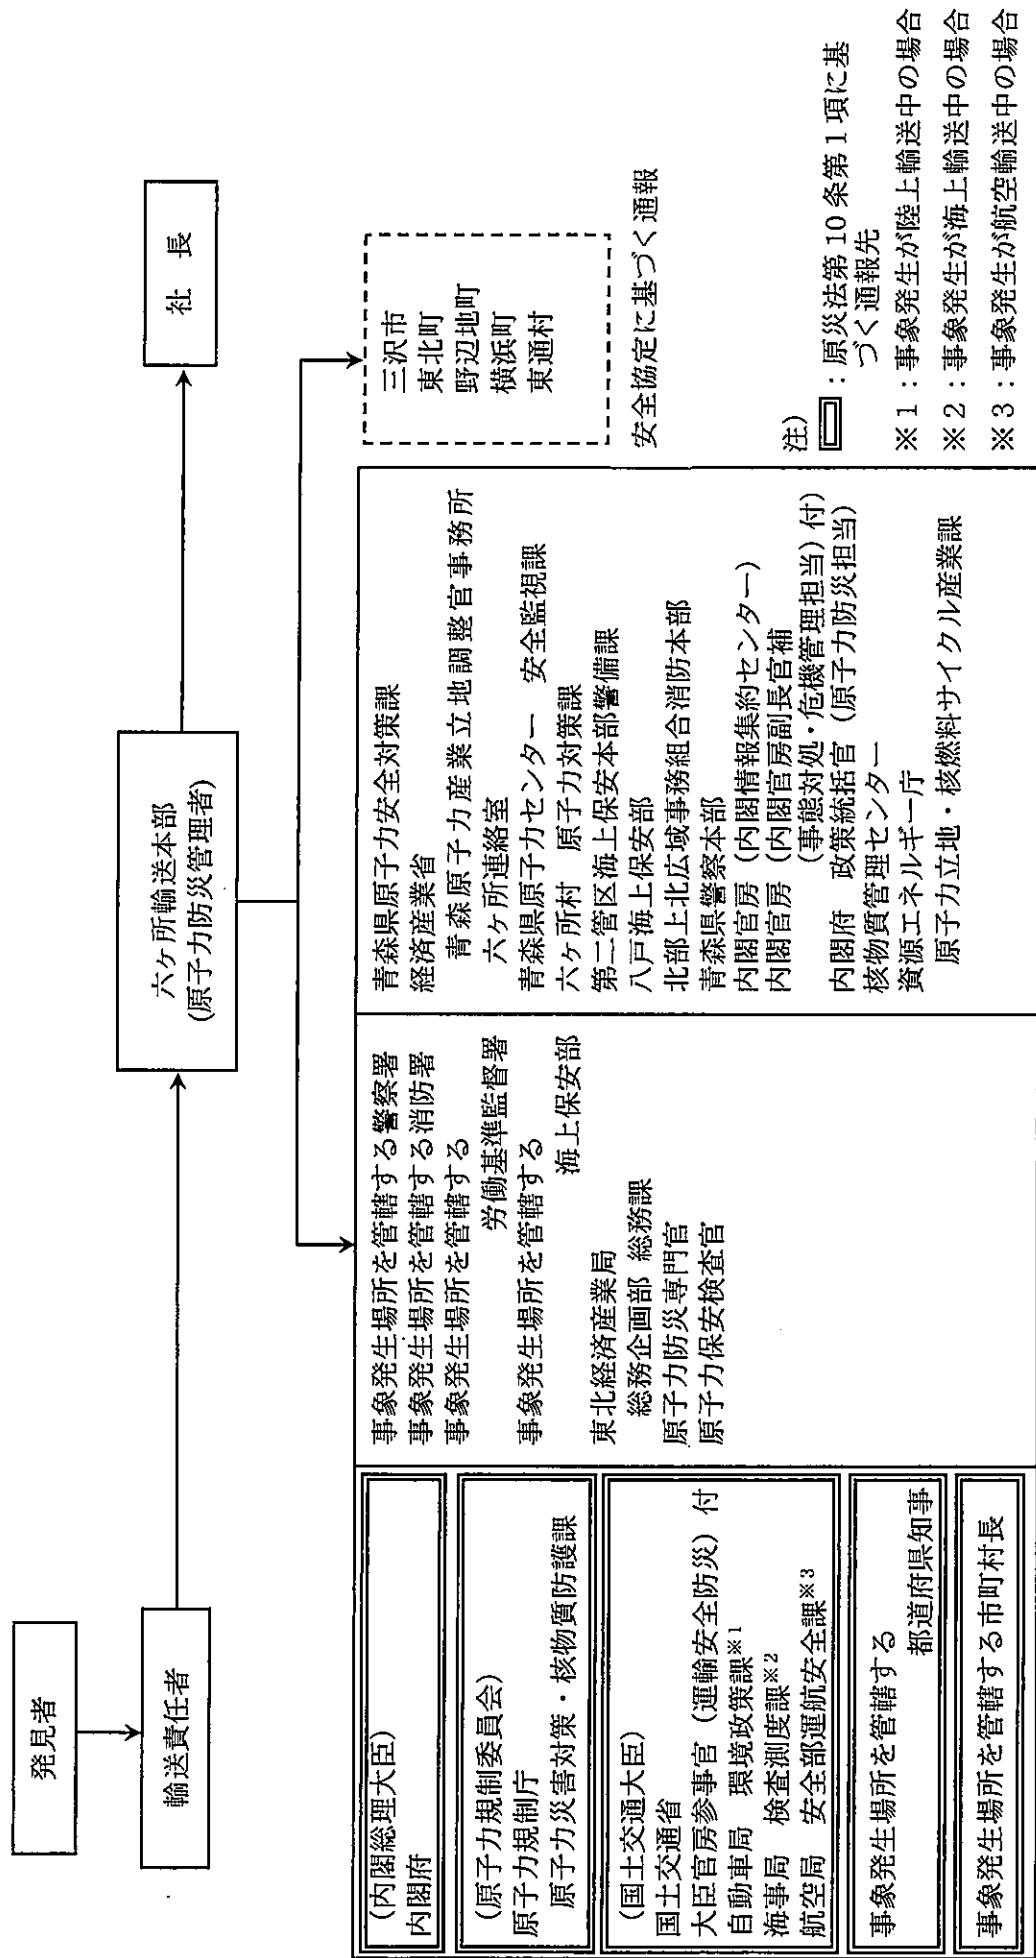 発見者
輸送責任者
六ヶ所輸送本部
(原子力防災管理者)
社 長
(内閣総理大臣)
内閣府
(原子力規制委員会)
原子力規制庁
原子力災害対策・核物質防護課
(国土交通大臣)
国土交通省
大臣官房参事官(運輸安全防災)付
自動車局 環境政策課※1
海事局 検査測度課※2
航空局 安全部運航安全課※3
事象発生場所を管轄する
都道府県知事
事象発生場所を管轄する市町村長
事象発生場所を管轄する警察署
事象発生場所を管轄する消防署
事象発生場所を管轄する
労働基準監督署
事象発生場所を管轄する
海上保安部
東北経済産業局
総務企画部 総務課
原子力防災専門官
原子力保安検査官
青森県原子力安全対策課
経済産業省
青森原子力産業立地調整官事務所
六ヶ所連絡室
青森県原子力センター 安全監視課
六ヶ所村 原子力対策課
第二管区海上保安本部警備課
八戸海上保安部
北部上北広域事務組合消防本部
青森県警察本部
内閣官房(内閣情報集約センター)
内閣官房(内閣官房副長官補
(事態対処・危機管理担当)付)
内閣府 政策統括官(原子力防災担当)
核物質管理センター
資源エネルギー庁
原子力立地・核燃料サイクル産業課
三沢市
東北町
野辺地町
横浜町
東通村
安全協定に基づく通報
注)
:原災法第10条第1項に基
づく通報先
※1:事象発生が陸上輸送中の場合
※2:事象発生が海上輸送中の場合
※3:事象発生が航空輸送中の場合